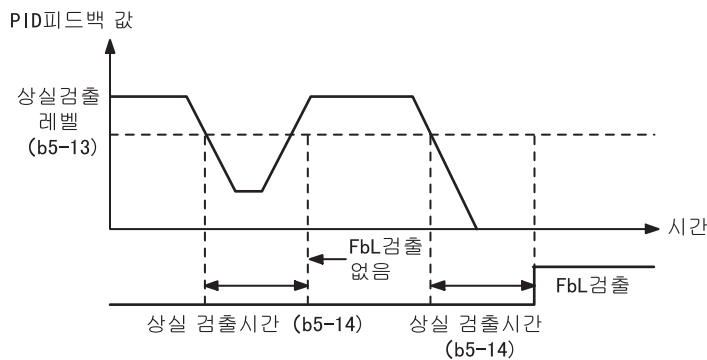 PID피드백 값
상실검출
레벨
(b5-13)
시간
FbL검출
없음
FbL검출
상실 검출시간 (b5-14)
상실 검출시간
(b5-14)